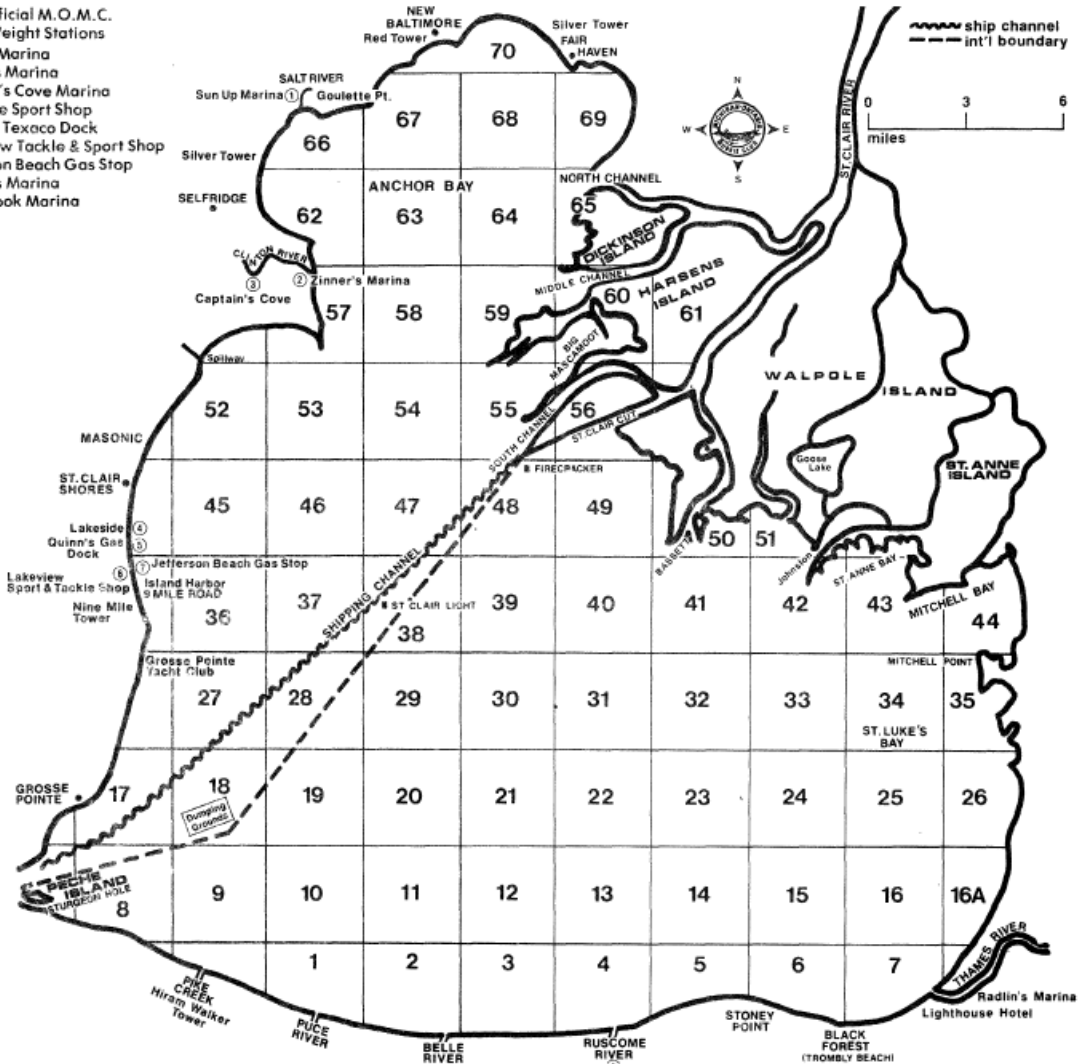 ficial M.O.M.C.
Weight Stations
Marina
s Marina
's Cove Marina
e Sport Shop
Texaco Dock
w Tackle & Sport Shop
n Beach Gas Stop
s Marina
ook Marina
NEW
BALTIMORE
Red Tower
Silver Tower
FAIR
HAVEN
ship channel
int'l boundary
0 3 6
miles
N
W E
S
ST. CLAIR RIVER
SALT RIVER
Sun Up Marina 1 Goulette Pt.
Silver Tower
SELFRIDGE
70
67 68 69
66
ANCHOR BAY
NORTH CHANNEL
62 63 64 65
DICKINSON
ISLAND
CLINTON RIVER
3
Captain's Cove
2 Zinner's Marina
MIDDLE CHANNEL
HARSENS
ISLAND
57 58 59 60 61
BIG
MASCAMOOT
Spillway
WALPOLE
ISLAND
52 53 54 55 56
SOUTH CHANNEL
ST. CLAIR CUT
MASONIC
ST. CLAIR
SHORES
FIRECRACKER
Goose
Lake
ST. ANNE
ISLAND
45 46 47 48 49
50 51
BASSETT
Johnston
ST. ANNE BAY
Lakeside 4
Quinn's Gas
Dock
5
6
7 Jefferson Beach Gas Stop
Lakeview
Sport & Tackle Shop
Island Harbor
9 MILE ROAD
Nine Mile
Tower
SHIPPING CHANNEL
ST CLAIR LIGHT
MITCHELL BAY
36 37 38 39 40 41 42 43 44
Grosse Pointe
Yacht Club
MITCHELL POINT
27 28 29 30 31 32 33 34 35
ST. LUKE'S
BAY
GROSSE
POINTE
17 18 19 20 21 22 23 24 25 26
Dumping
Grounds
PECHE
ISLAND
STURGEON HOLE
8 9 10 11 12 13 14 15 16 16A
1 2 3 4 5 6 7
THAMES RIVER
PIKE
CREEK
Hiram Walker
Tower
PUCE
RIVER
BELLE
RIVER
RUSCOME
RIVER
STONEY
POINT
BLACK
FOREST
(TROMBLY BEACH)
Radlin's Marina
Lighthouse Hotel